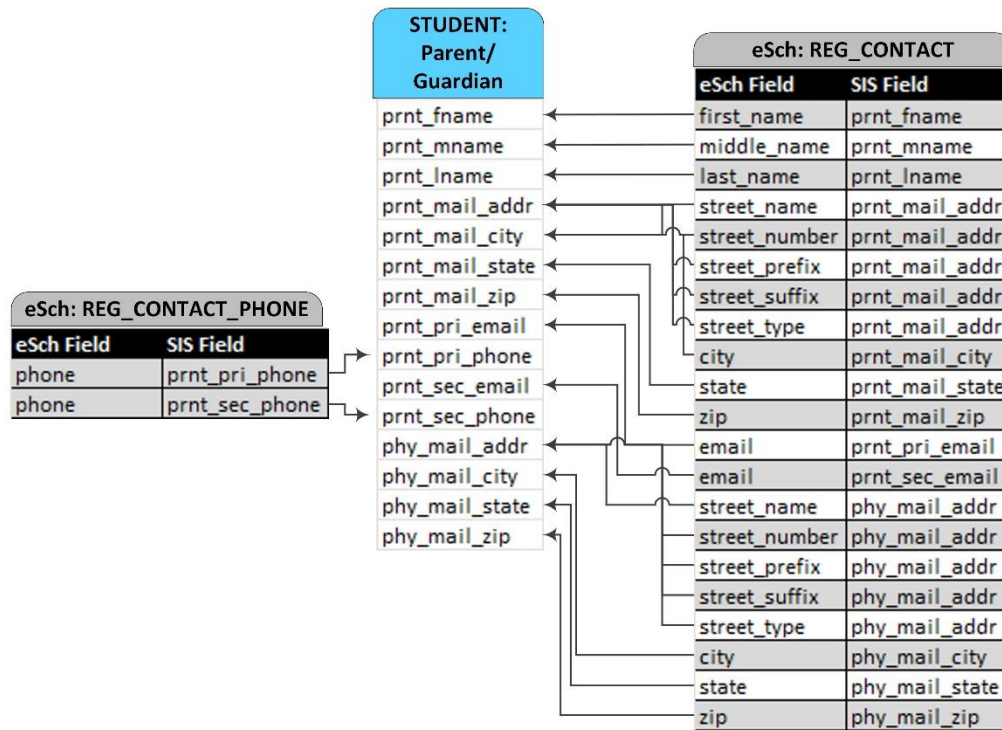 STUDENT:
Parent/
Guardian
prnt_fname
prnt_mname
prnt_lname
prnt_mail_addr
prnt_mail_city
prnt_mail_state
prnt_mail_zip
prnt_pri_email
prnt_pri_phone
prnt_sec_email
prnt_sec_phone
phy_mail_addr
phy_mail_city
phy_mail_state
phy_mail_zip
eSch: REG_CONTACT_PHONE
eSch Field SIS Field
phone prnt_pri_phone
phone prnt_sec_phone
eSch: REG_CONTACT
eSch Field SIS Field
first_name prnt_fname
middle_name prnt_mname
last_name prnt_lname
street_name prnt_mail_addr
street_number prnt_mail_addr
street_prefix prnt_mail_addr
street_suffix prnt_mail_addr
street_type prnt_mail_addr
city prnt_mail_city
state prnt_mail_state
zip prnt_mail_zip
email prnt_pri_email
email prnt_sec_email
street_name phy_mail_addr
street_number phy_mail_addr
street_prefix phy_mail_addr
street_suffix phy_mail_addr
street_type phy_mail_addr
city phy_mail_city
state phy_mail_state
zip phy_mail_zip